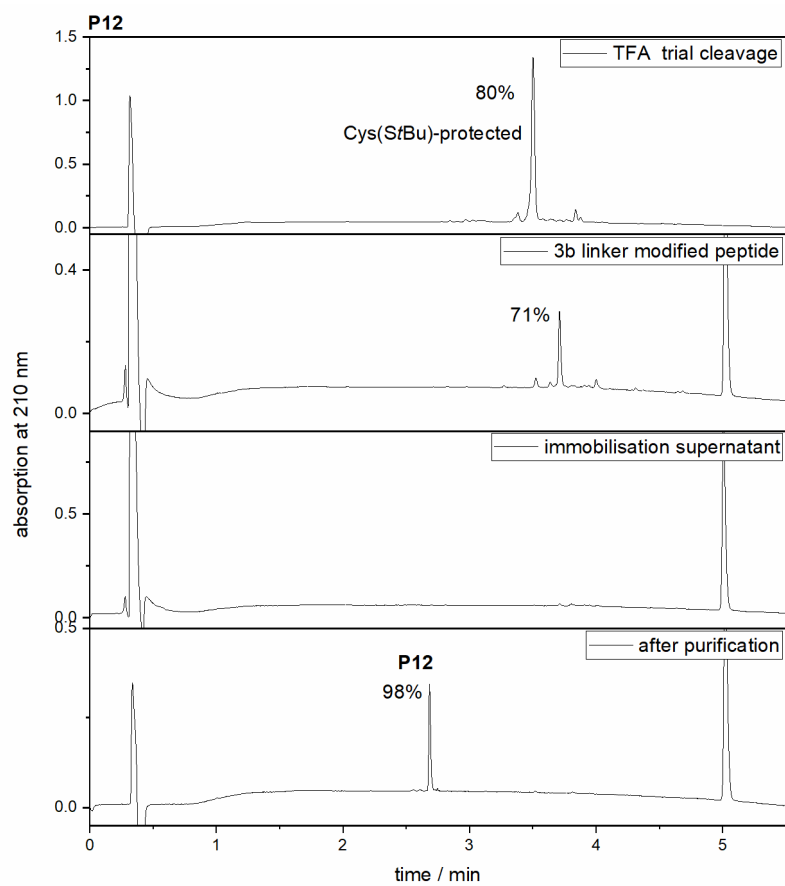 P12
1.5
TFA trial cleavage
80%
1.0
Cys(StBu)-protected
0.5
0.0
3b linker modified peptide
0.4
71%
0.0
immobilisation supernatant
0.5
0.0
0.5
after purification
P12
98%
0.0
0 1 2 3 4 5
time / min
absorption at 210 nm